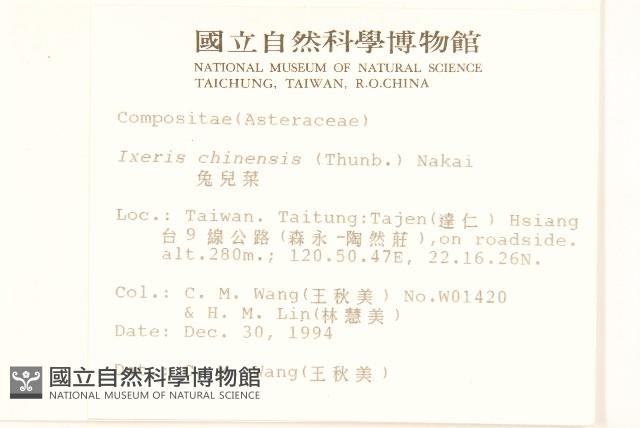 國立自然科學博物館
NATIONAL MUSEUM OF NATURAL SCIENCE
TAICHUNG, TAIWAN, R.O.CHINA
Compositae(Asteraceae)
Ixeris chinensis (Thunb.) Nakai
兔兒菜
Loc.: Taiwan. Taitung:Tajen(達仁) Hsiang
台9線公路(森永-陶然莊),on roadside.
alt.280m.; 120.50.47E, 22.16.26N.
Col.: C. M. Wang(王秋美) No.W01420
& H. M. Lin(林慧美)
Date: Dec. 30, 1994
Wang(王秋美)
國立自然科學博物館
NATIONAL MUSEUM OF NATURAL SCIENCE